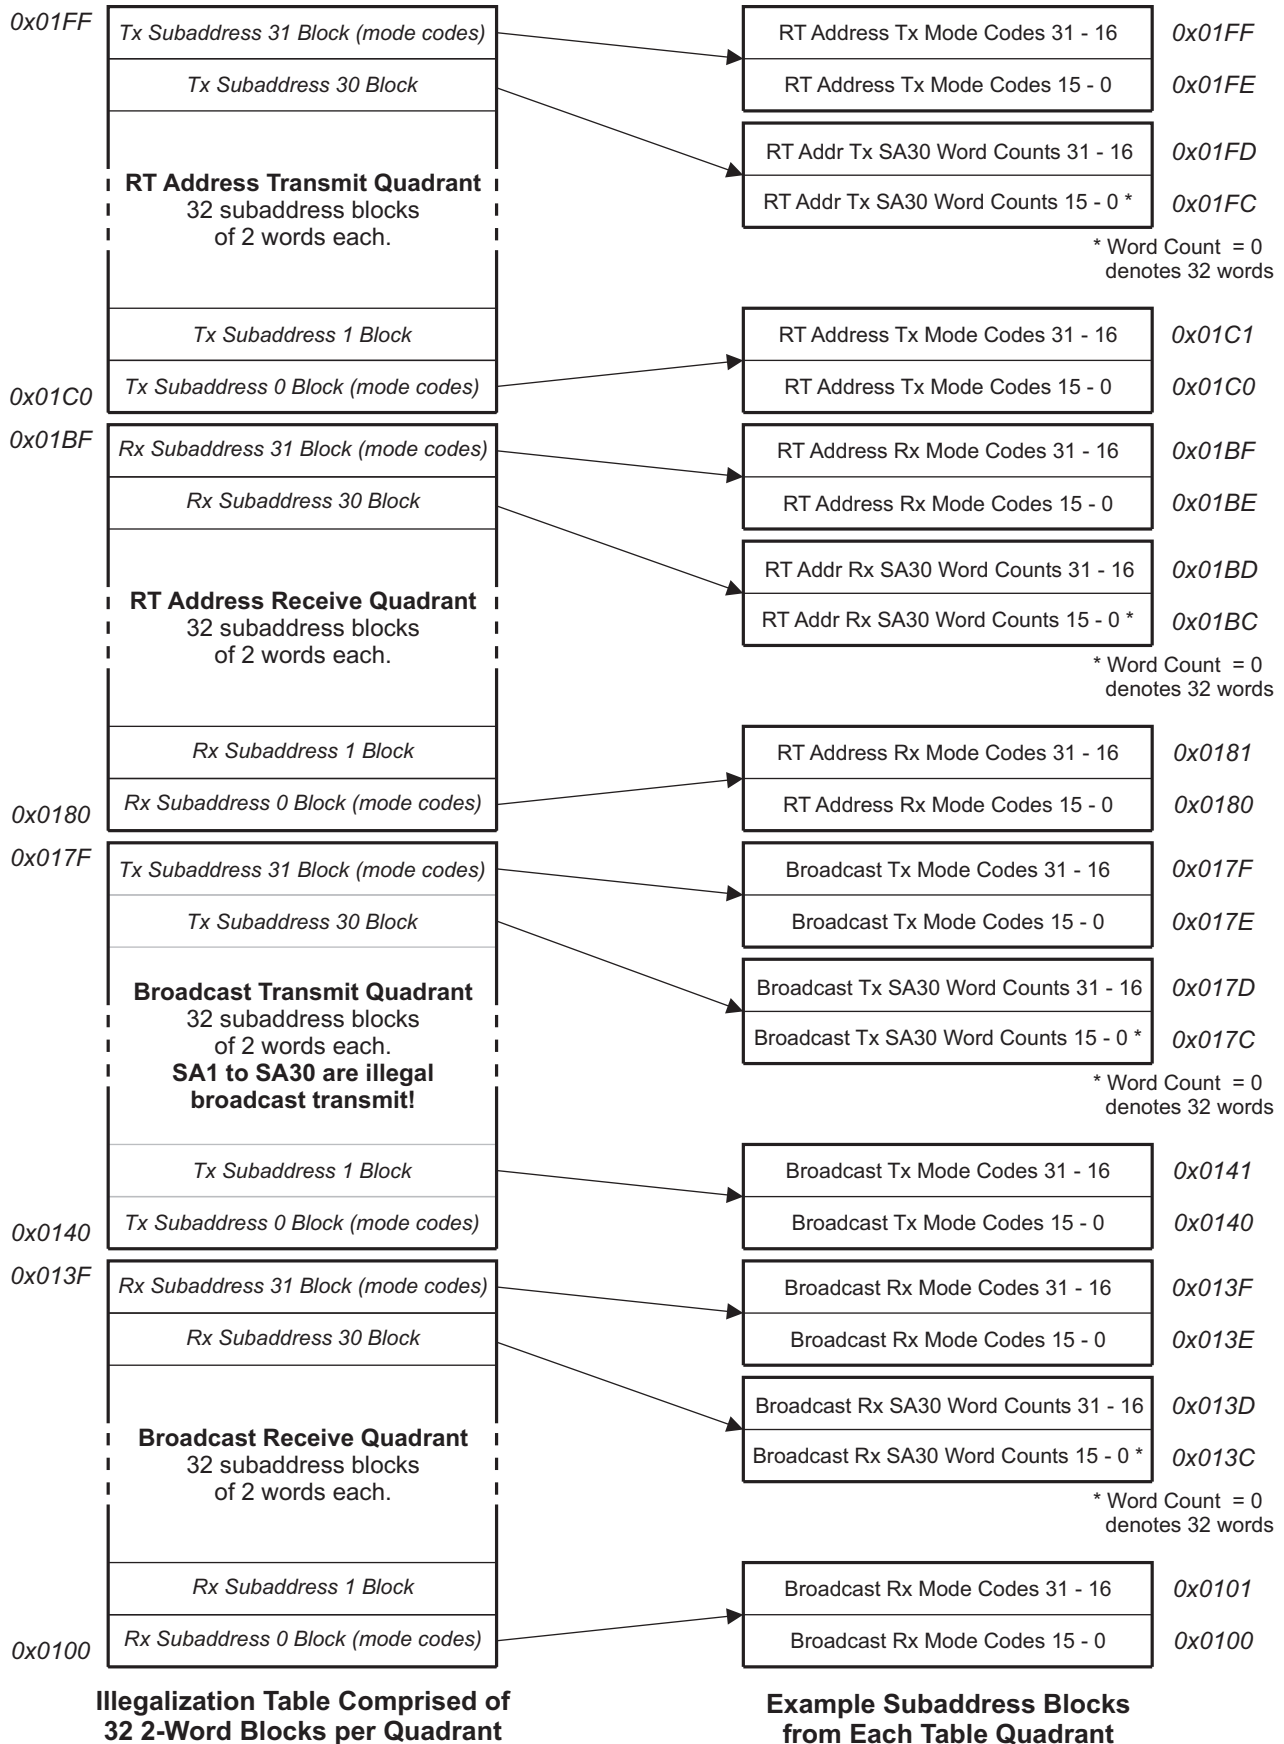 0x01FF
Tx Subaddress 31 Block (mode codes)
Tx Subaddress 30 Block
RT Address Transmit Quadrant
32 subaddress blocks
of 2 words each.
Tx Subaddress 1 Block
Tx Subaddress 0 Block (mode codes)
0x01C0
RT Address Tx Mode Codes 31 - 16 0x01FF
RT Address Tx Mode Codes 15 - 0 0x01FE
RT Addr Tx SA30 Word Counts 31 - 16 0x01FD
RT Addr Tx SA30 Word Counts 15 - 0 * 0x01FC
* Word Count = 0
denotes 32 words
RT Address Tx Mode Codes 31 - 16 0x01C1
RT Address Tx Mode Codes 15 - 0 0x01C0
0x01BF
Rx Subaddress 31 Block (mode codes)
Rx Subaddress 30 Block
RT Address Receive Quadrant
32 subaddress blocks
of 2 words each.
Rx Subaddress 1 Block
Rx Subaddress 0 Block (mode codes)
0x0180
RT Address Rx Mode Codes 31 - 16 0x01BF
RT Address Rx Mode Codes 15 - 0 0x01BE
RT Addr Rx SA30 Word Counts 31 - 16 0x01BD
RT Addr Rx SA30 Word Counts 15 - 0 * 0x01BC
* Word Count = 0
denotes 32 words
RT Address Rx Mode Codes 31 - 16 0x0181
RT Address Rx Mode Codes 15 - 0 0x0180
0x017F
Tx Subaddress 31 Block (mode codes)
Tx Subaddress 30 Block
Broadcast Transmit Quadrant
32 subaddress blocks
of 2 words each.
SA1 to SA30 are illegal
broadcast transmit!
Tx Subaddress 1 Block
Tx Subaddress 0 Block (mode codes)
0x0140
Broadcast Tx Mode Codes 31 - 16 0x017F
Broadcast Tx Mode Codes 15 - 0 0x017E
Broadcast Tx SA30 Word Counts 31 - 16 0x017D
Broadcast Tx SA30 Word Counts 15 - 0 * 0x017C
* Word Count = 0
denotes 32 words
Broadcast Tx Mode Codes 31 - 16 0x0141
Broadcast Tx Mode Codes 15 - 0 0x0140
0x013F
Rx Subaddress 31 Block (mode codes)
Rx Subaddress 30 Block
Broadcast Receive Quadrant
32 subaddress blocks
of 2 words each.
Rx Subaddress 1 Block
Rx Subaddress 0 Block (mode codes)
0x0100
Broadcast Rx Mode Codes 31 - 16 0x013F
Broadcast Rx Mode Codes 15 - 0 0x013E
Broadcast Rx SA30 Word Counts 31 - 16 0x013D
Broadcast Rx SA30 Word Counts 15 - 0 * 0x013C
* Word Count = 0
denotes 32 words
Broadcast Rx Mode Codes 31 - 16 0x0101
Broadcast Rx Mode Codes 15 - 0 0x0100
Illegalization Table Comprised of
32 2-Word Blocks per Quadrant
Example Subaddress Blocks
from Each Table Quadrant